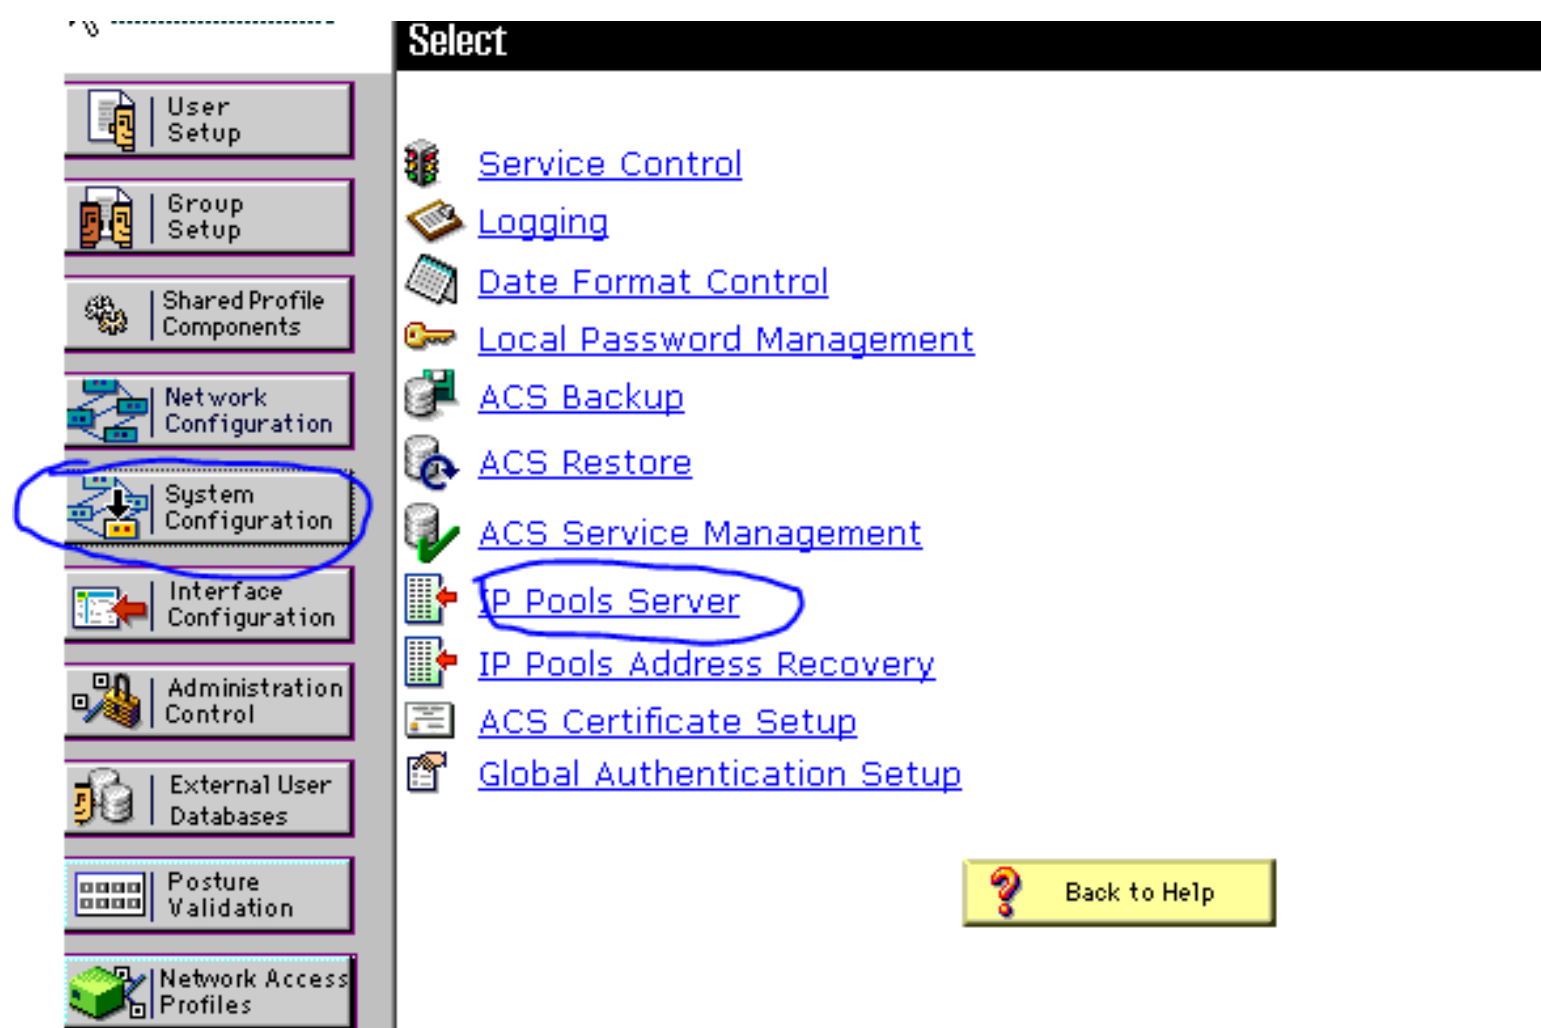 Select
User
Setup
Group
Setup
Shared Profile
Components
Network
Configuration
System
Configuration
Interface
Configuration
Administration
Control
External User
Databases
Posture
Validation
Network Access
Profiles
Service Control
Logging
Date Format Control
Local Password Management
ACS Backup
ACS Restore
ACS Service Management
IP Pools Server
IP Pools Address Recovery
ACS Certificate Setup
Global Authentication Setup
Back to Help